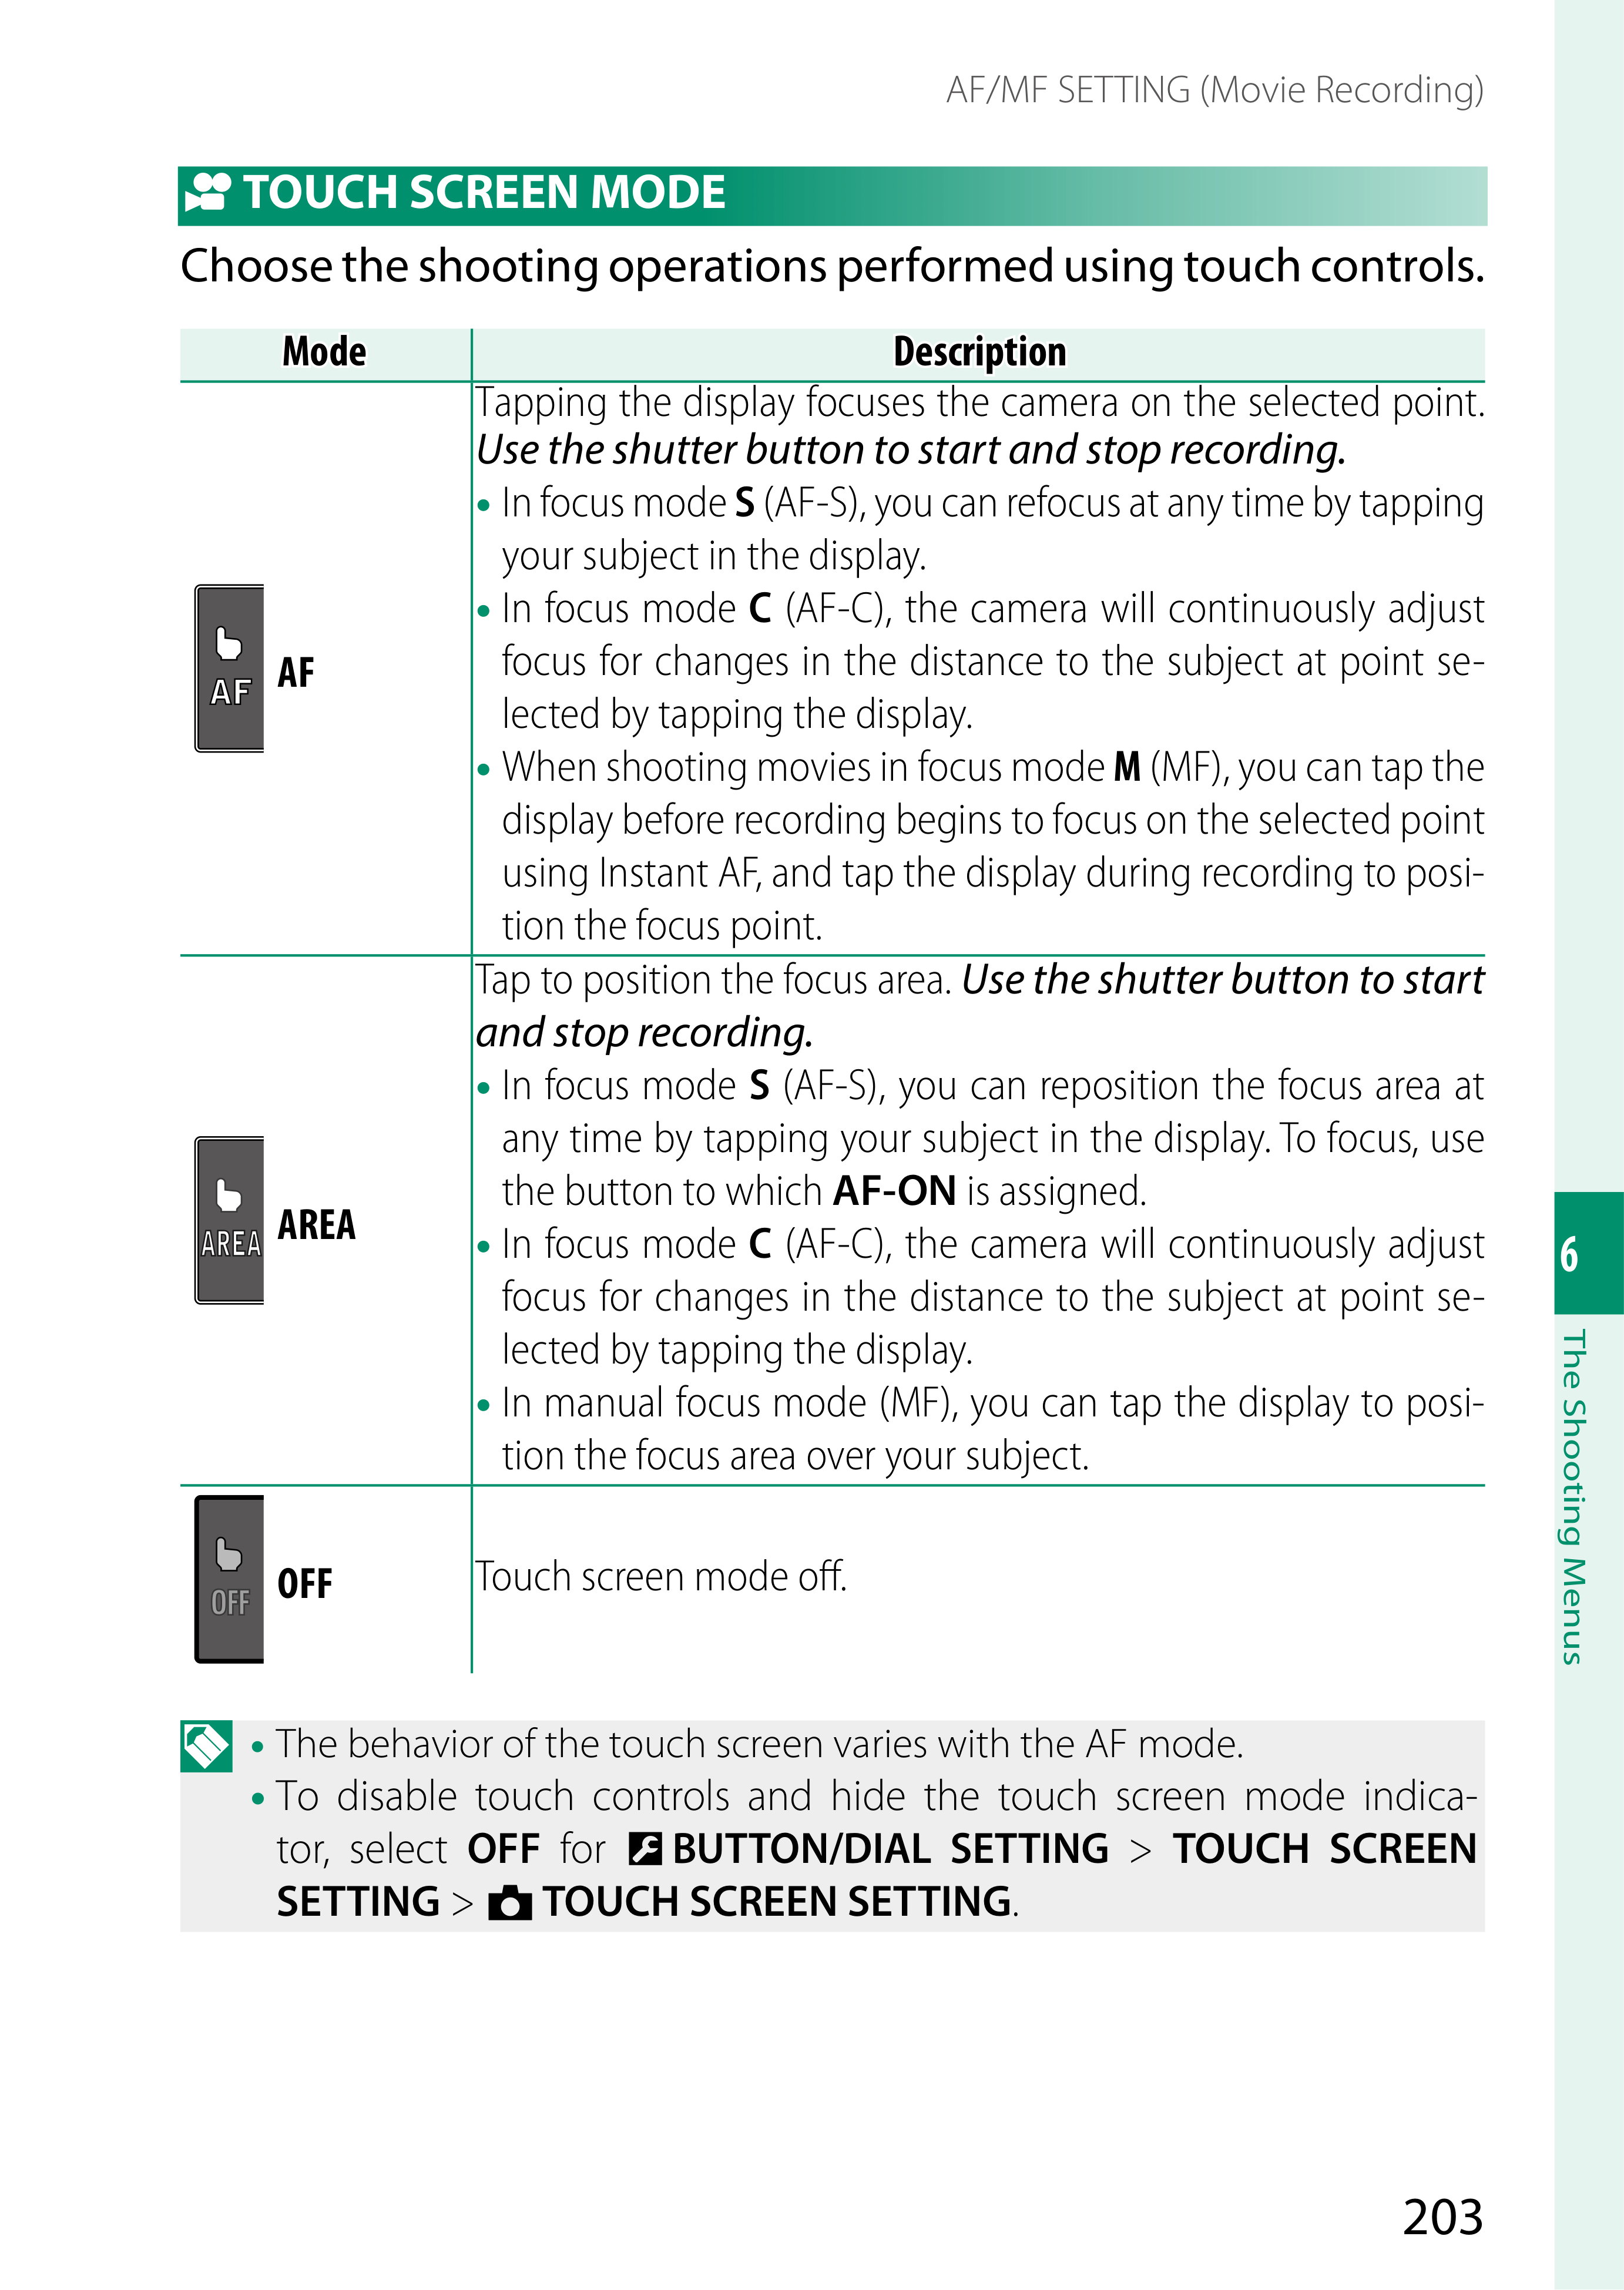 AF/MF SETTING (Movie Recording)
TOUCH SCREEN MODE
Choose the shooting operations performed using touch controls.
Mode
Description
AF
AF
Tapping the display focuses the camera on the selected point.
Use the shutter button to start and stop recording.
• In focus mode S (AF-S), you can refocus at any time by tapping
your subject in the display.
• In focus mode C (AF-C), the camera will continuously adjust
focus for changes in the distance to the subject at point se-
lected by tapping the display.
• When shooting movies in focus mode M (MF), you can tap the
display before recording begins to focus on the selected point
using Instant AF, and tap the display during recording to posi-
tion the focus point.
AREA
AREA
Tap to position the focus area. Use the shutter button to start
and stop recording.
• In focus mode S (AF-S), you can reposition the focus area at
any time by tapping your subject in the display. To focus, use
the button to which AF-ON is assigned.
• In focus mode C (AF-C), the camera will continuously adjust
focus for changes in the distance to the subject at point se-
lected by tapping the display.
• In manual focus mode (MF), you can tap the display to posi-
tion the focus area over your subject.
OFF
OFF
Touch screen mode off.
• The behavior of the touch screen varies with the AF mode.
• To disable touch controls and hide the touch screen mode indica-
tor, select OFF for BUTTON/DIAL SETTING > TOUCH SCREEN
SETTING > TOUCH SCREEN SETTING.
6
The Shooting Menus
203